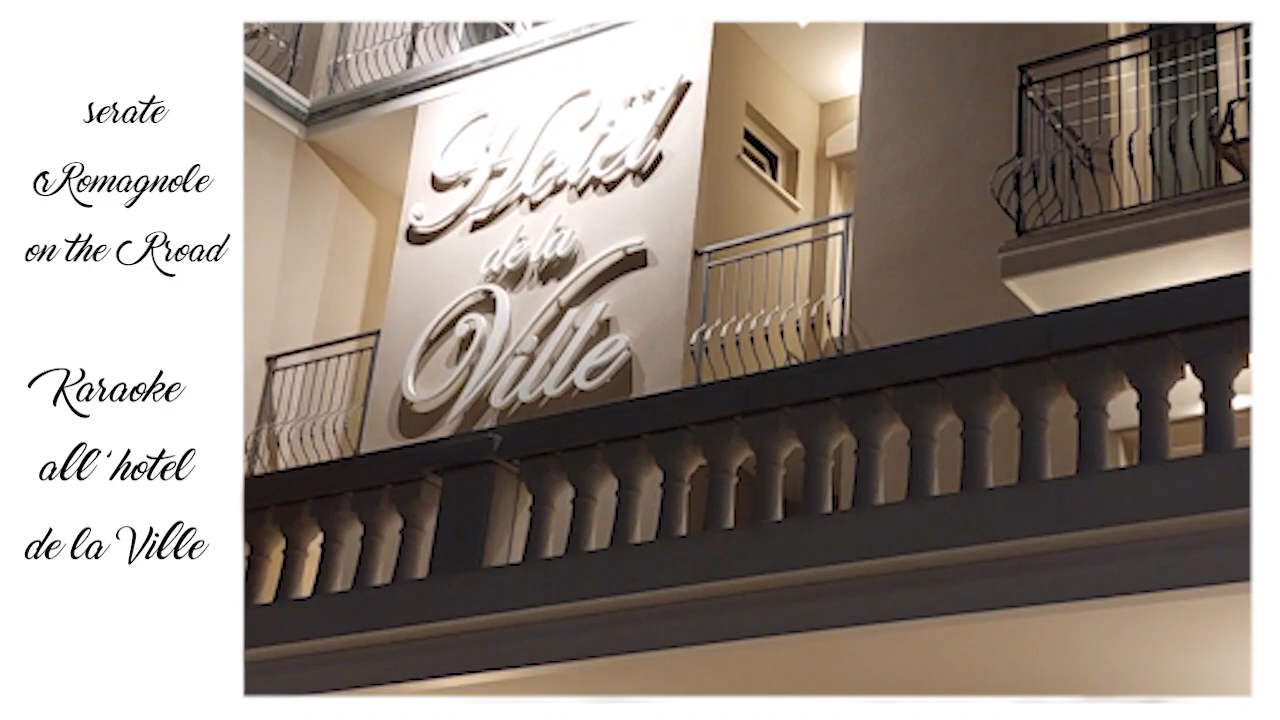 serate
Romagnole
on the Rroad
Karaoke
all 'hotel
de la Ville
Hotel
de la
Ville